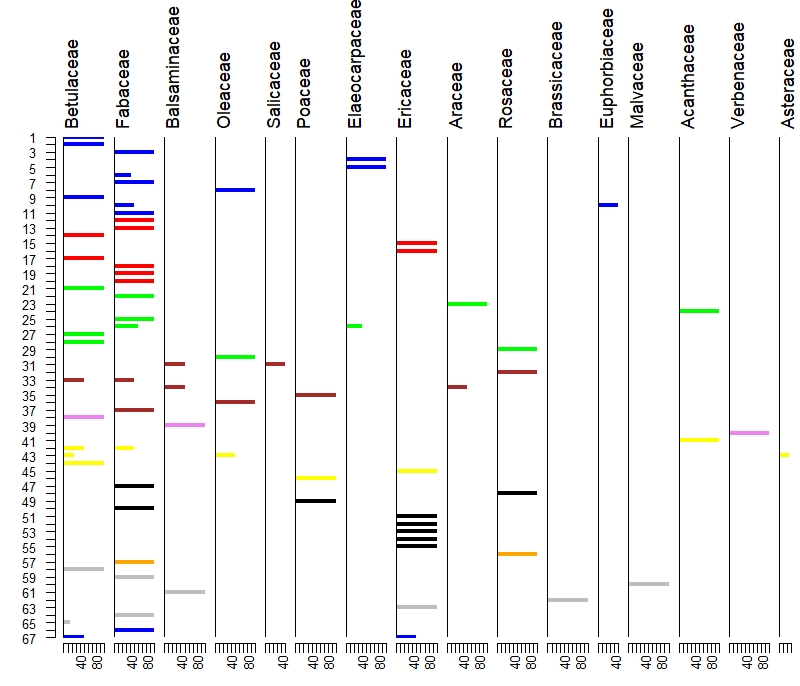 Betulaceae
Fabaceae
Balsaminaceae
Oleaceae
Salicaceae
Poaceae
Elaeocarpaceae
Ericaceae
Araceae
Rosaceae
Brassicaceae
Euphorbiaceae
Malvaceae
Acanthaceae
Verbenaceae
Asteraceae
1
3
5
7
9
11
13
15
17
19
21
23
25
27
29
31
33
35
37
39
41
43
45
47
49
51
53
55
57
59
61
63
65
67
40 80 40 80 40 80 40 80 40 40 80 40 80 40 80 40 80 40 80 40 80 40 40 80 40 80 40 80